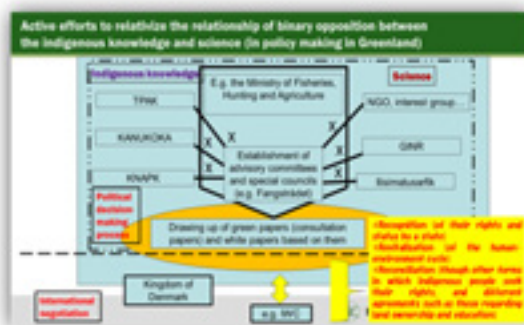 Active efforts to relativize the relationship of binary opposition between
the indigenous knowledge and science (in policy making in Greenland)
Indigenous knowledge
E.g. the Ministry of Fisheries,
Hunting and Agriculture
Science
TPAK
NGO, interest group...
X X
KANUKOKA
X X
GINR
Establishment of
advisory committees
and special councils
(e.g. Fangstrådet)
X X
KNAPK
Ilisimatusarfik
Political
decision
making
process
Drawing up of green papers (consultation
papers) and white papers based on them
•Recognition (of their rights and
status as a state)
•Revitalization (of the human-
environment cycle)
•Reconciliation (though other forms
in which indigenous people seek
their rights, and different
agreements such as those regarding
land ownership and education)
Kingdom of
Denmark
International
negotiation
e.g. IWC